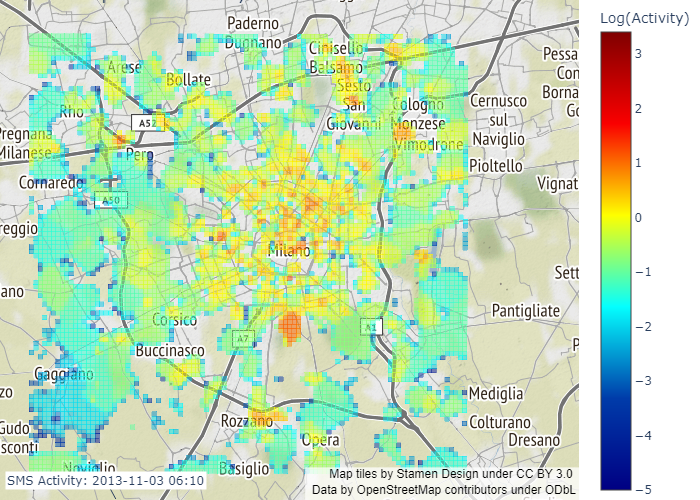 Paderno
Dugnano
Cinisello
Balsamo
Arese
Bollate
Sesto
San
Giovanni
Cologno
Monzese
Vimodrone
Cernusco
sul
Naviglio
Pessa
Con
Borna
Go
Rho
A52
Pero
Pregnana
Milanese
Cornaredo
A50
Pioltello
Vignat
reggio
Milano
Sett
ano
Pantigliate
Corsico
A7
A1
Buccinasco
P
Gaggiano
zo
Mediglia
Colturano
Dresano
Rozzano
Opera
Gudo
sconti
Noviglio
Basiglio
SMS Activity: 2013-11-03 06:10
Map tiles by Stamen Design under CC BY 3.0
Data by OpenStreetMap contributors under ODbL
Log(Activity)
3
2
1
0
−1
−2
−3
−4
−5